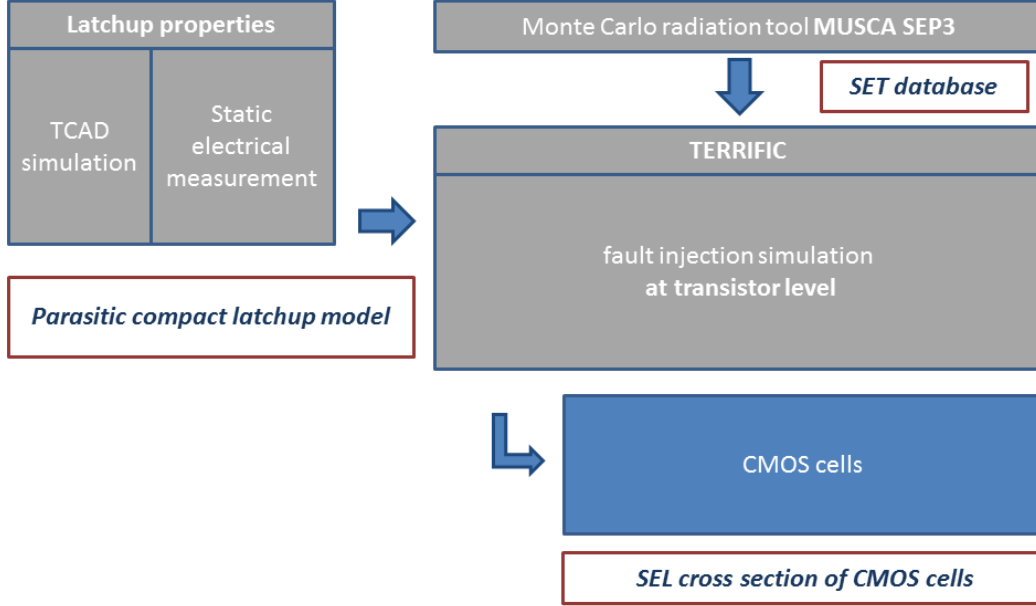 Latchup properties
TCAD
simulation
Static
electrical
measurement
Parasitic compact latchup model
Monte Carlo radiation tool MUSCA SEP3
SET database
TERRIFIC
fault injection simulation
at transistor level
CMOS cells
SEL cross section of CMOS cells